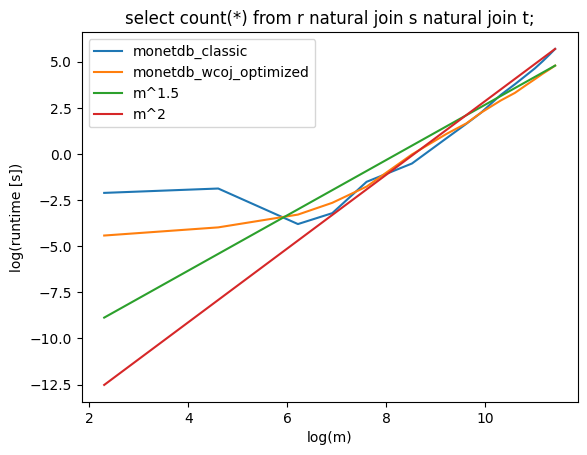 select count(*) from r natural join s natural join t;
monetdb_classic
monetdb_wcoj_optimized
m^1.5
m^2
5.0
2.5
0.0
−2.5
−5.0
−7.5
−10.0
−12.5
log(runtime [s])
2
4
6
8
10
log(m)